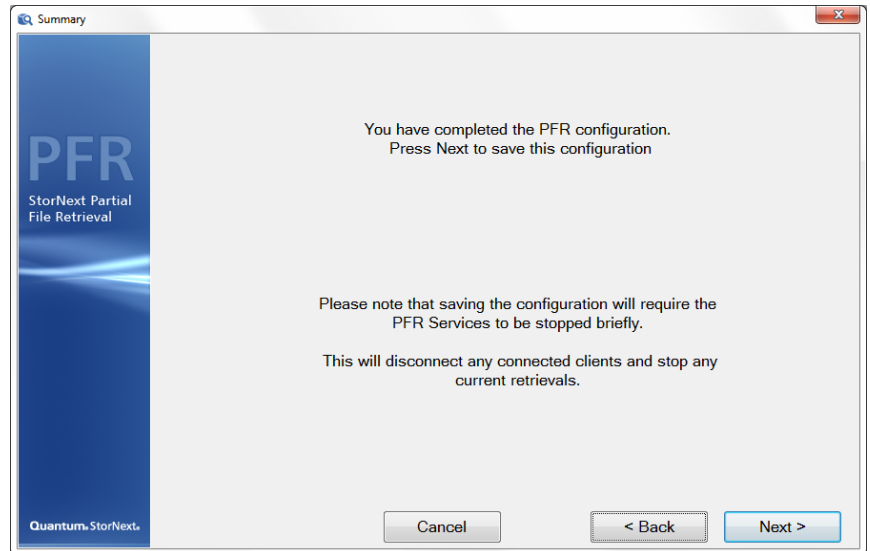 Summary
PFR
StorNext Partial
File Retrieval
You have completed the PFR configuration.
Press Next to save this configuration
Please note that saving the configuration will require the
PFR Services to be stopped briefly.
This will disconnect any connected clients and stop any
current retrievals.
Quantum. StorNext.
Cancel
< Back
Next >